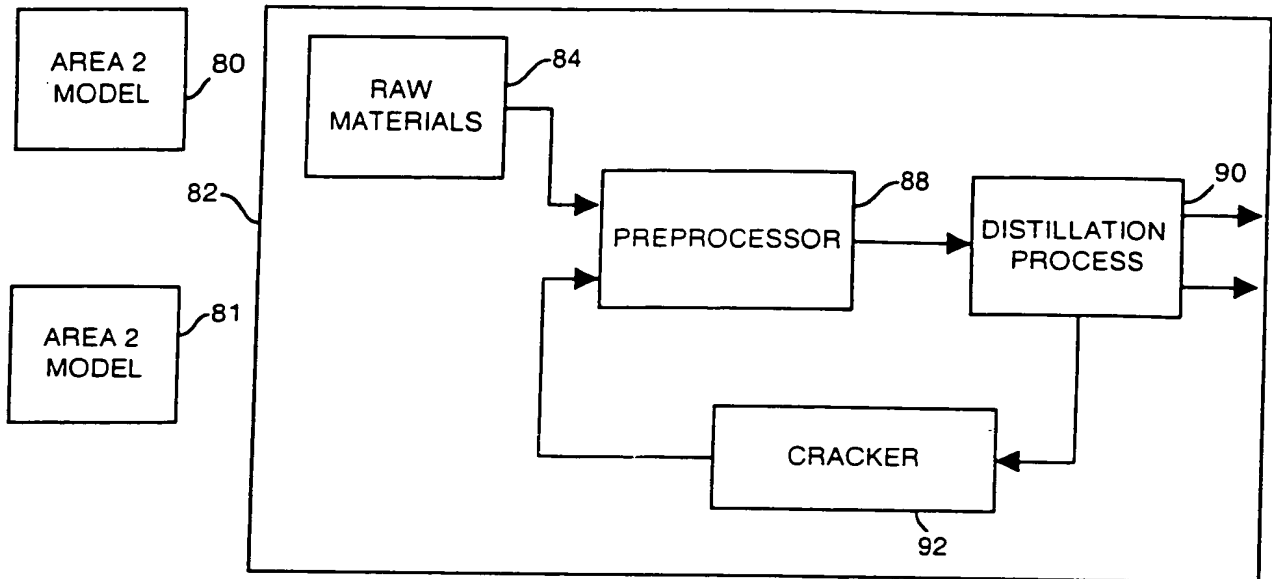 AREA 2
MODEL
80
RAW
MATERIALS
84
82
PREPROCESSOR
88
DISTILLATION
PROCESS
90
AREA 2
MODEL
81
CRACKER
92